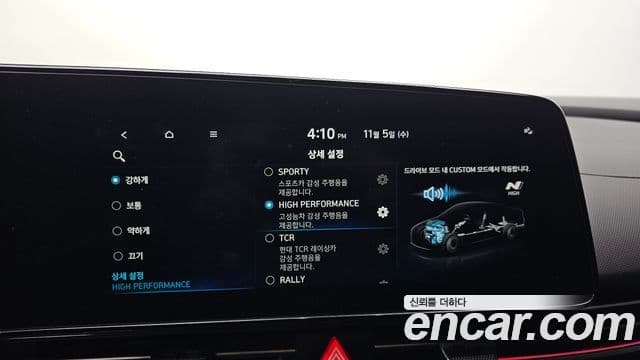 4:10 PM 11월 5일 (수)
상세 설정
강하게
보통
약하게
끄기
상세 설정
HIGH PERFORMANCE
SPORTY
스포츠카 감성 주행음을
제공합니다.
HIGH PERFORMANCE
고성능차 감성 주행음을
제공합니다.
TCR
현대 TCR 레이싱카
감성 주행음을
제공합니다.
RALLY
드라이브 모드 내 CUSTOM 모드에서 작동합니다.
N
HIGH
신뢰를 더하다
encar.com